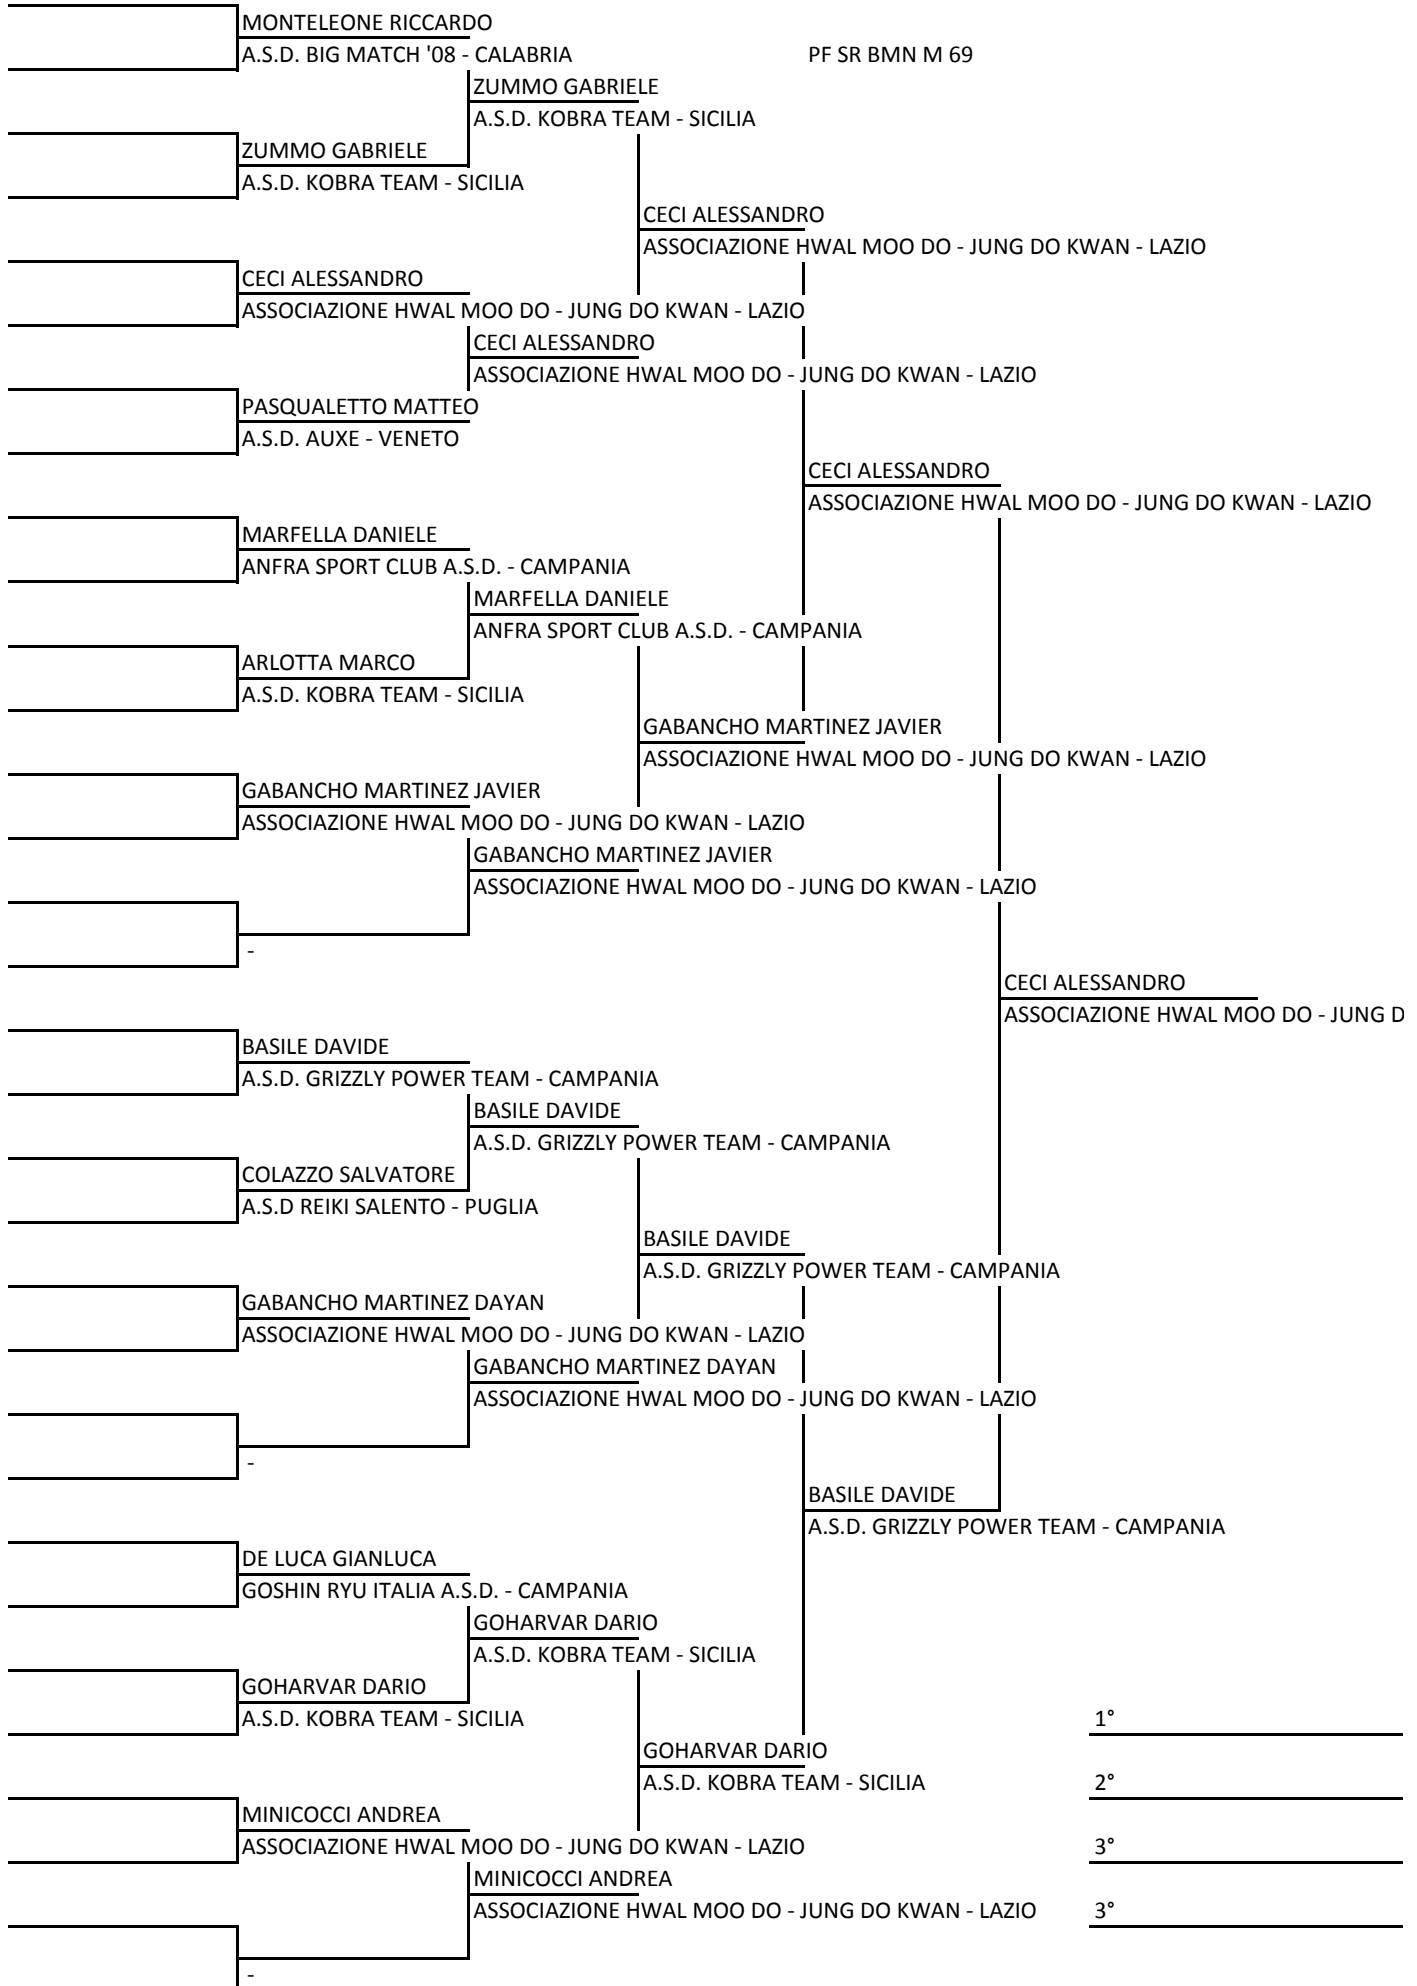 MONTELEONE RICCARDO
A.S.D. BIG MATCH '08 - CALABRIA
PF SR BMN M 69
ZUMMO GABRIELE
A.S.D. KOBRA TEAM - SICILIA
ZUMMO GABRIELE
A.S.D. KOBRA TEAM - SICILIA
CECI ALESSANDRO
ASSOCIAZIONE HWAL MOO DO - JUNG DO KWAN - LAZIO
CECI ALESSANDRO
ASSOCIAZIONE HWAL MOO DO - JUNG DO KWAN - LAZIO
CECI ALESSANDRO
ASSOCIAZIONE HWAL MOO DO - JUNG DO KWAN - LAZIO
PASQUALETTO MATTEO
A.S.D. AUXE - VENETO
CECI ALESSANDRO
ASSOCIAZIONE HWAL MOO DO - JUNG DO KWAN - LAZIO
MARFELLA DANIELE
ANFRA SPORT CLUB A.S.D. - CAMPANIA
MARFELLA DANIELE
ANFRA SPORT CLUB A.S.D. - CAMPANIA
ARLOTTA MARCO
A.S.D. KOBRA TEAM - SICILIA
GABANCHO MARTINEZ JAVIER
ASSOCIAZIONE HWAL MOO DO - JUNG DO KWAN - LAZIO
GABANCHO MARTINEZ JAVIER
ASSOCIAZIONE HWAL MOO DO - JUNG DO KWAN - LAZIO
GABANCHO MARTINEZ JAVIER
ASSOCIAZIONE HWAL MOO DO - JUNG DO KWAN - LAZIO
-
CECI ALESSANDRO
ASSOCIAZIONE HWAL MOO DO - JUNG D
BASILE DAVIDE
A.S.D. GRIZZLY POWER TEAM - CAMPANIA
BASILE DAVIDE
A.S.D. GRIZZLY POWER TEAM - CAMPANIA
COLAZZO SALVATORE
A.S.D REIKI SALENTO - PUGLIA
BASILE DAVIDE
A.S.D. GRIZZLY POWER TEAM - CAMPANIA
GABANCHO MARTINEZ DAYAN
ASSOCIAZIONE HWAL MOO DO - JUNG DO KWAN - LAZIO
GABANCHO MARTINEZ DAYAN
ASSOCIAZIONE HWAL MOO DO - JUNG DO KWAN - LAZIO
-
BASILE DAVIDE
A.S.D. GRIZZLY POWER TEAM - CAMPANIA
DE LUCA GIANLUCA
GOSHIN RYU ITALIA A.S.D. - CAMPANIA
GOHARVAR DARIO
A.S.D. KOBRA TEAM - SICILIA
GOHARVAR DARIO
A.S.D. KOBRA TEAM - SICILIA
1°
GOHARVAR DARIO
A.S.D. KOBRA TEAM - SICILIA
2°
MINICOCCI ANDREA
ASSOCIAZIONE HWAL MOO DO - JUNG DO KWAN - LAZIO
3°
MINICOCCI ANDREA
ASSOCIAZIONE HWAL MOO DO - JUNG DO KWAN - LAZIO
3°
-